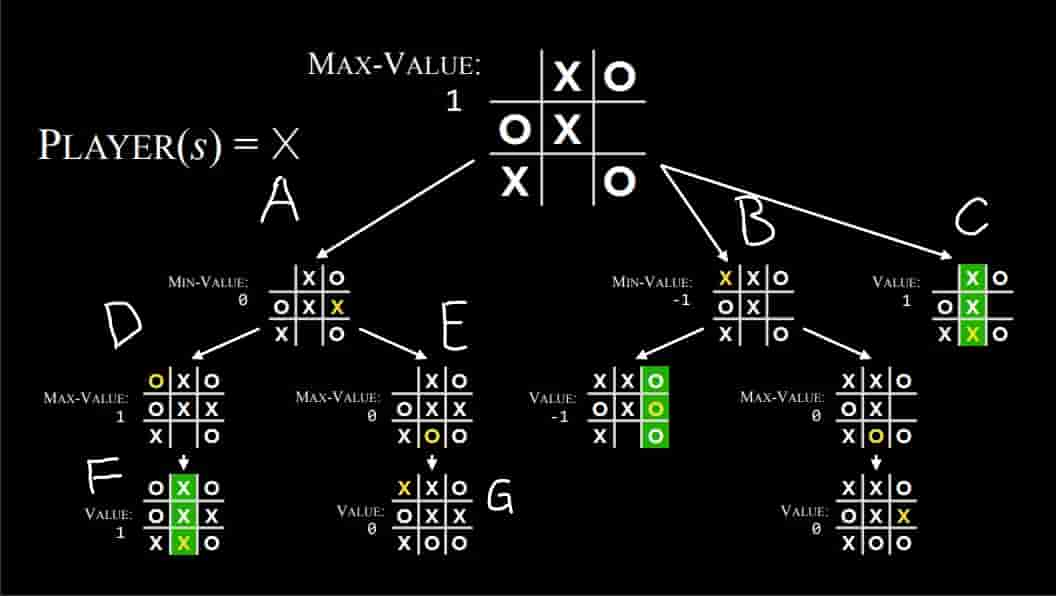 MAX-VALUE:
1
X O
O X
X O
PLAYER(s) = X
A
B
C
MIN-VALUE:
0
X O
O X X
X O
MIN-VALUE:
-1
X X O
O X
X O
VALUE:
1
X O
O X
X X O
D
E
MAX-VALUE:
1
O X O
O X X
X O
MAX-VALUE:
0
X O
O X X
X O O
VALUE:
-1
X X O
O X O
X O
MAX-VALUE:
0
X X O
O X
X O O
F
VALUE:
1
O X O
O X X
X X O
VALUE:
0
X X O
O X X
X O O
G
VALUE:
0
X X O
O X X
X O O